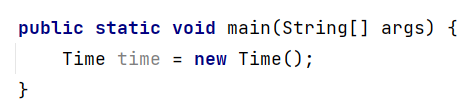 public static void main(String[] args) {
    Time time = new Time();
}